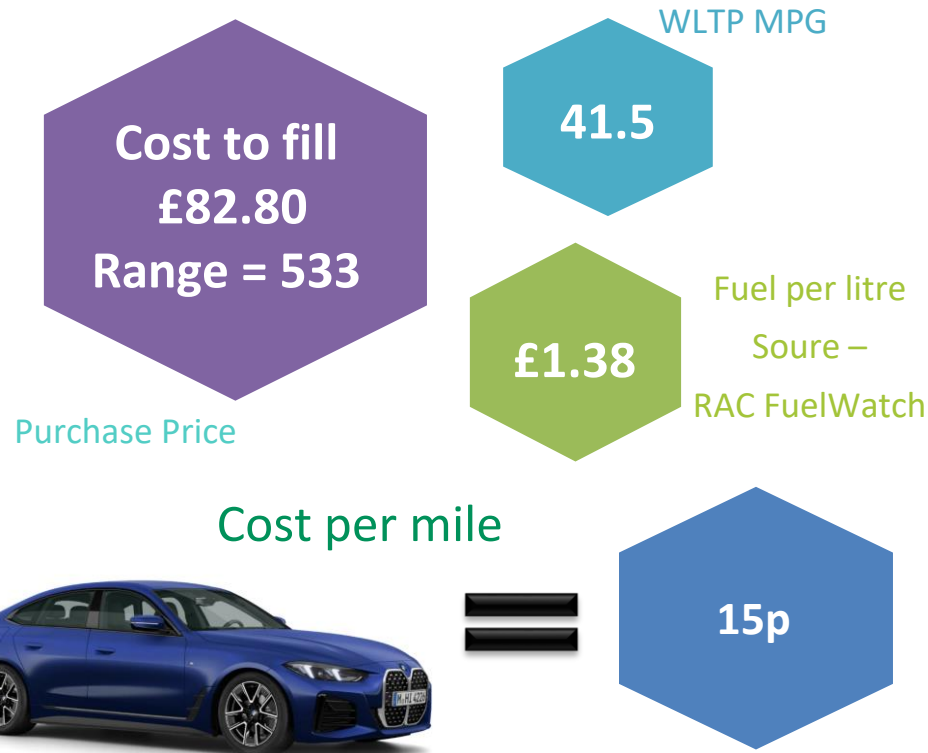 WLTP MPG
41.5
Cost to fill
£82.80
Range = 533
£1.38
Fuel per litre
Soure –
RAC FuelWatch
Purchase Price
Cost per mile
15p